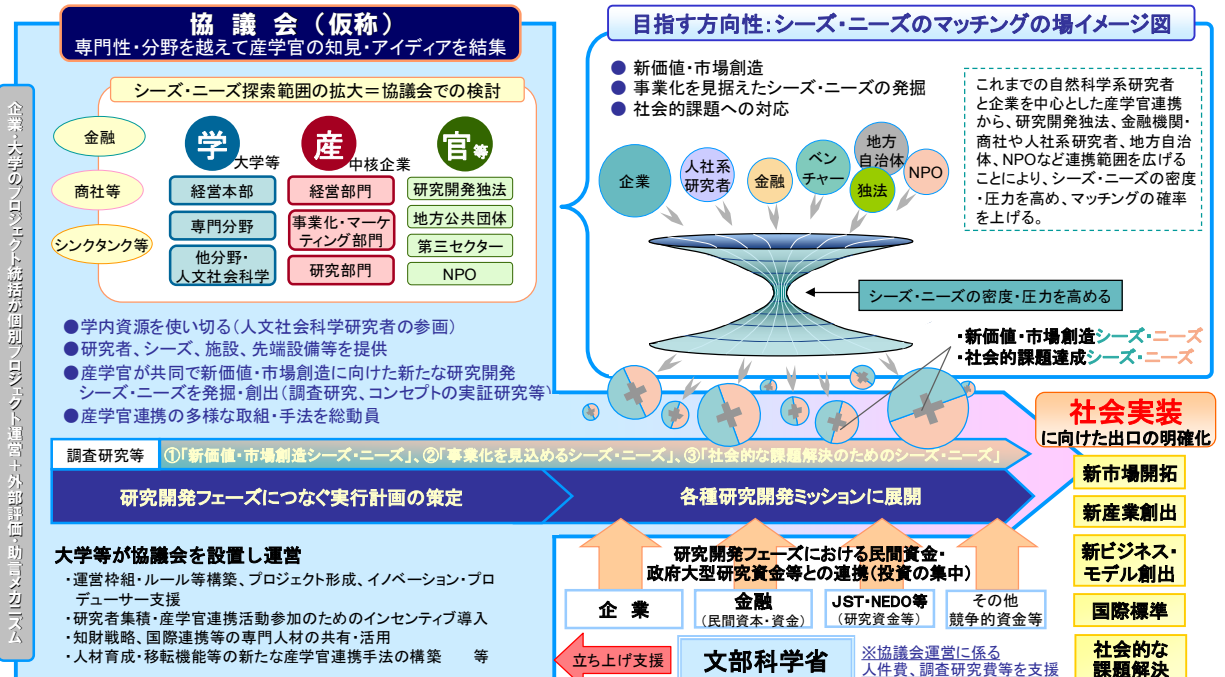 協議会（仮称）
専門性・分野を越えて産学官の知見・アイディアを結集
企業・大学のプロジェクト統括が個別プロジェクト運営＋外部評価・助言メカニズム
シーズ・ニーズ探索範囲の拡大＝協議会での検討
金融
商社等
シンクタンク等
学
大学等
経営本部
専門分野
他分野・
人文社会科学
産
中核企業
経営部門
事業化・マーケ
ティング部門
研究部門
官等
研究開発独法
地方公共団体
第三セクター
NPO
●学内資源を使い切る（人文社会科学研究者の参画）
●研究者、シーズ、施設、先端設備等を提供
●産学官が共同で新価値・市場創造に向けた新たな研究開発
シーズ・ニーズを発掘・創出（調査研究、コンセプトの実証研究等）
●産学官連携の多様な取組・手法を総動員
目指す方向性：シーズ・ニーズのマッチングの場イメージ図
● 新価値・市場創造
● 事業化を見据えたシーズ・ニーズの発掘
● 社会的課題への対応
これまでの自然科学系研究者
と企業を中心とした産学官連携
から、研究開発独法、金融機関・
商社や人社系研究者、地方自治
体、NPOなど連携範囲を広げる
ことにより、シーズ・ニーズの密度
・圧力を高め、マッチングの確率
を上げる。
企業
人社系
研究者
金融
ベン
チャー
地方
自治体
独法
NPO
シーズ・ニーズの密度・圧力を高める
・新価値・市場創造シーズ・ニーズ
・社会的課題達成シーズ・ニーズ
調査研究等
①「新価値・市場創造シーズ・ニーズ」、②「事業化を見込めるシーズ・ニーズ」、③「社会的な課題解決のためのシーズ・ニーズ」
研究開発フェーズにつなぐ実行計画の策定
各種研究開発ミッションに展開
社会実装
に向けた出口の明確化
新市場開拓
新産業創出
新ビジネス・
モデル創出
国際標準
社会的な
課題解決
大学等が協議会を設置し運営
・運営枠組・ルール等構築、プロジェクト形成、イノベーション・プロ
デューサー支援
・研究者集積・産学官連携活動参加のためのインセンティブ導入
・知財戦略、国際連携等の専門人材の共有・活用
・人材育成・移転機能等の新たな産学官連携手法の構築　等
研究開発フェーズにおける民間資金・
政府大型研究資金等との連携（投資の集中）
企 業
金融
（民間資本・資金）
JST・NEDO等
（研究資金等）
その他
競争的資金等
立ち上げ支援
文部科学省
※協議会運営に係る
人件費、調査研究費等を支援